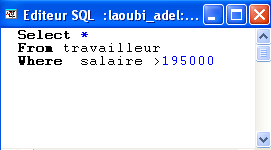 Editeur SQL :laoubi_adel:...
Select *
From travailleur
Where salaire >195000